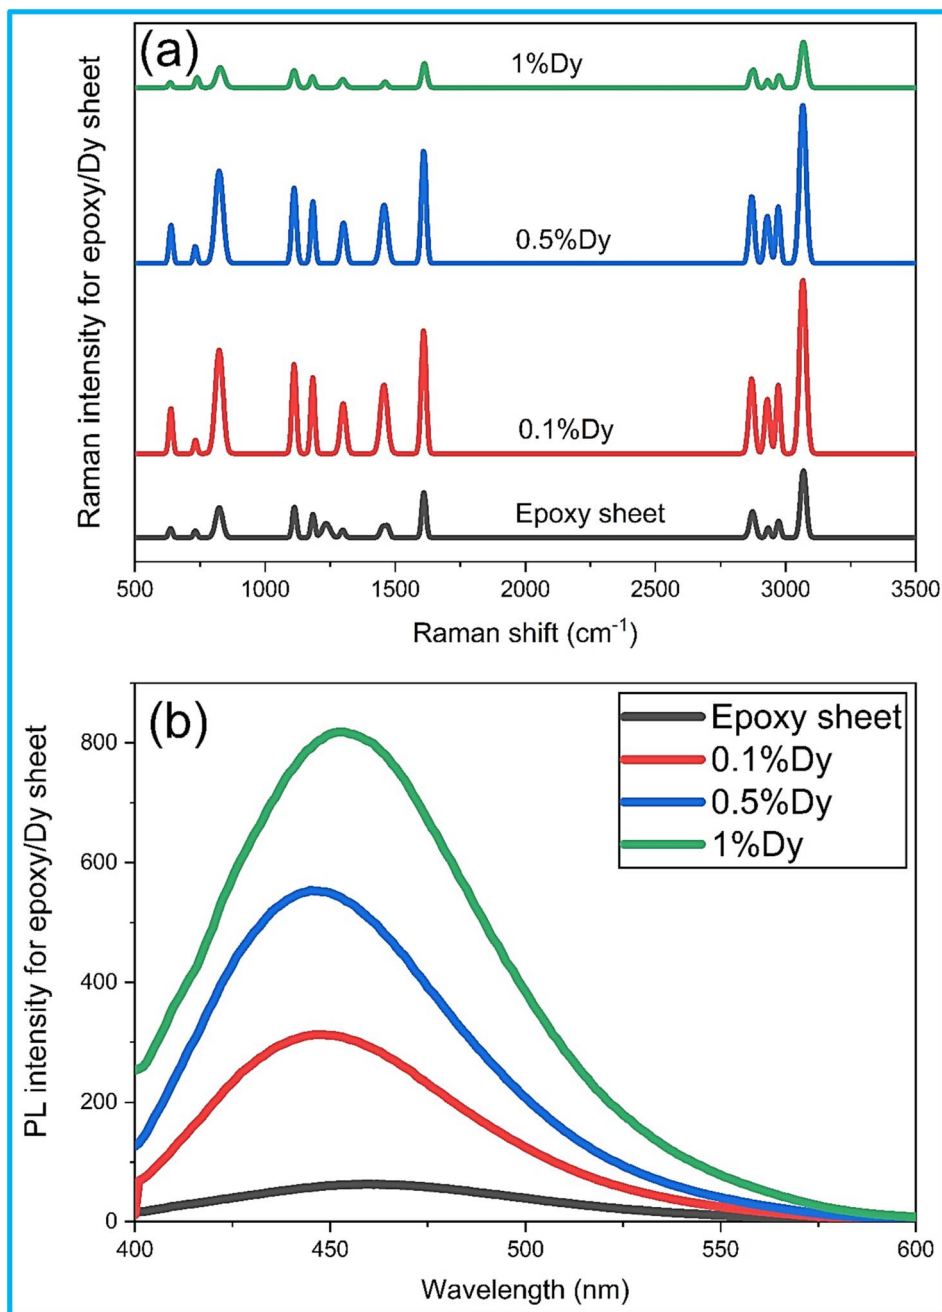 (a)
1%Dy
0.5%Dy
0.1%Dy
Epoxy sheet
Raman intensity for epoxy/Dy sheet
500 1000 1500 2000 2500 3000 3500
Raman shift (cm⁻¹)
(b)
Epoxy sheet
0.1%Dy
0.5%Dy
1%Dy
800
600
400
200
0
PL intensity for epoxy/Dy sheet
400 450 500 550 600
Wavelength (nm)